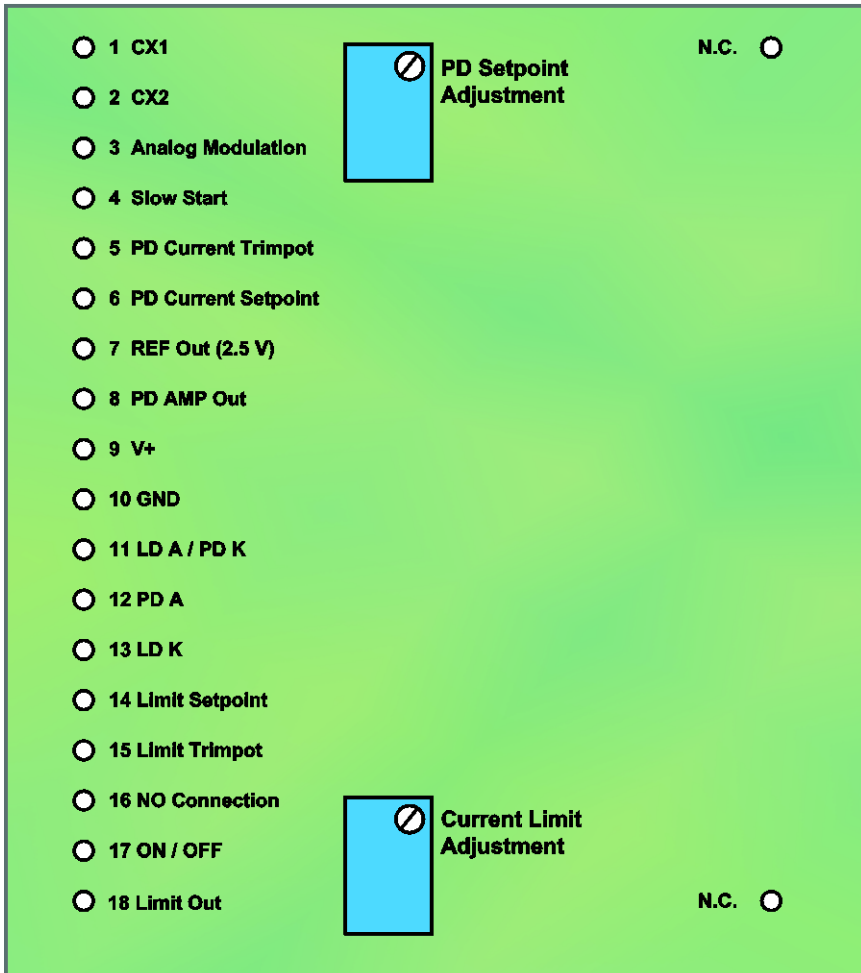 1 CX1
2 CX2
3 Analog Modulation
4 Slow Start
5 PD Current Trimpot
6 PD Current Setpoint
7 REF Out (2.5 V)
8 PD AMP Out
9 V+
10 GND
11 LD A / PD K
12 PD A
13 LD K
14 Limit Setpoint
15 Limit Trimpot
16 NO Connection
17 ON / OFF
18 Limit Out
PD Setpoint
Adjustment
Current Limit
Adjustment
N.C.
N.C.